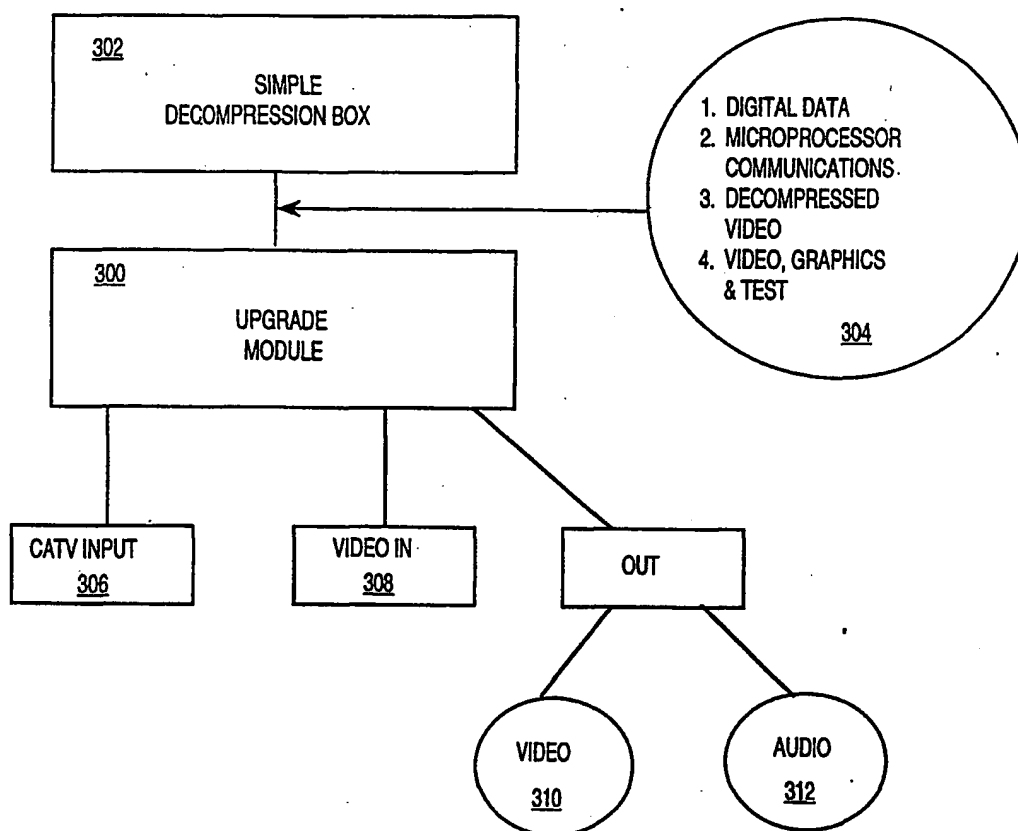 302
SIMPLE
DECOMPRESSION BOX
1. DIGITAL DATA
2. MICROPROCESSOR
COMMUNICATIONS
3. DECOMPRESSED
VIDEO
4. VIDEO, GRAPHICS
& TEST
304
300
UPGRADE
MODULE
CATV INPUT
306
VIDEO IN
308
OUT
VIDEO
310
AUDIO
312